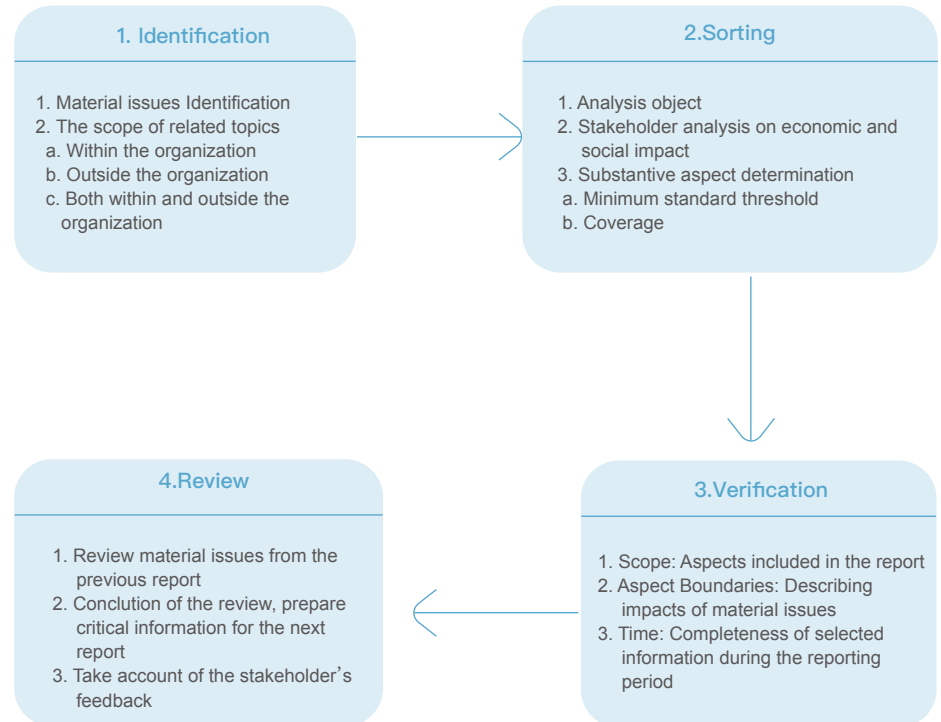 1. Identification
1. Material issues Identification
2. The scope of related topics
a. Within the organization
b. Outside the organization
c. Both within and outside the
organization
2.Sorting
1. Analysis object
2. Stakeholder analysis on economic and
social impact
3. Substantive aspect determination
a. Minimum standard threshold
b. Coverage
3.Verification
1. Scope: Aspects included in the report
2. Aspect Boundaries: Describing
impacts of material issues
3. Time: Completeness of selected
information during the reporting
period
4.Review
1. Review material issues from the
previous report
2. Conclution of the review, prepare
critical information for the next
report
3. Take account of the stakeholder’s
feedback